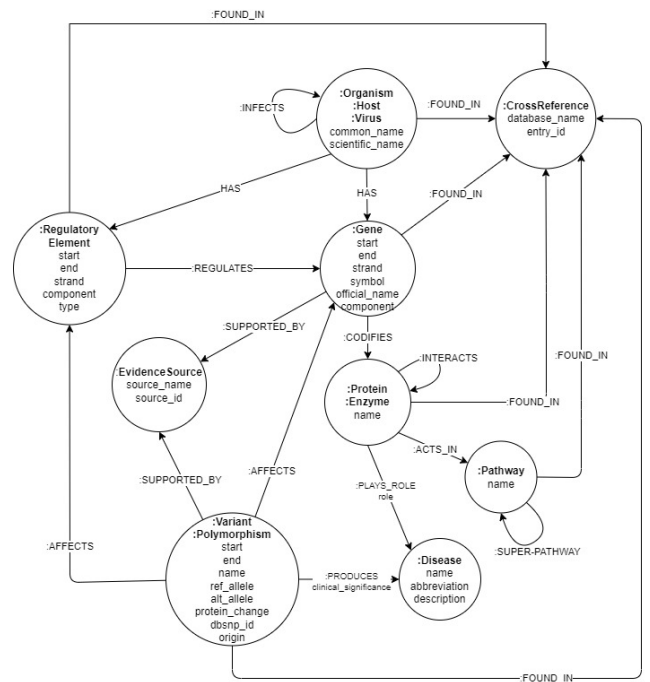 :FOUND_IN
:Organism
:Host
:Virus
common_name
scientific_name
:INFECTS
:FOUND_IN
:CrossReference
database_name
entry_id
HAS
HAS
:FOUND_IN
:Regulatory
Element
start
end
strand
component
type
:REGULATES
:Gene
start
end
strand
symbol
official_name
component
:SUPPORTED_BY
:CODIFIES
:FOUND_IN
:EvidenceSource
source_name
source_id
:INTERACTS
:Protein
:Enzyme
name
:FOUND_IN
:ACTS_IN
:Pathway
name
:SUPER-PATHWAY
:SUPPORTED_BY
:AFFECTS
:PLAYS_ROLE
role
:AFFECTS
:Variant
:Polymorphism
start
end
name
ref_allele
alt_allele
protein_change
dbsnp_id
origin
:PRODUCES
clinical_significance
:Disease
name
abbreviation
description
:FOUND_IN